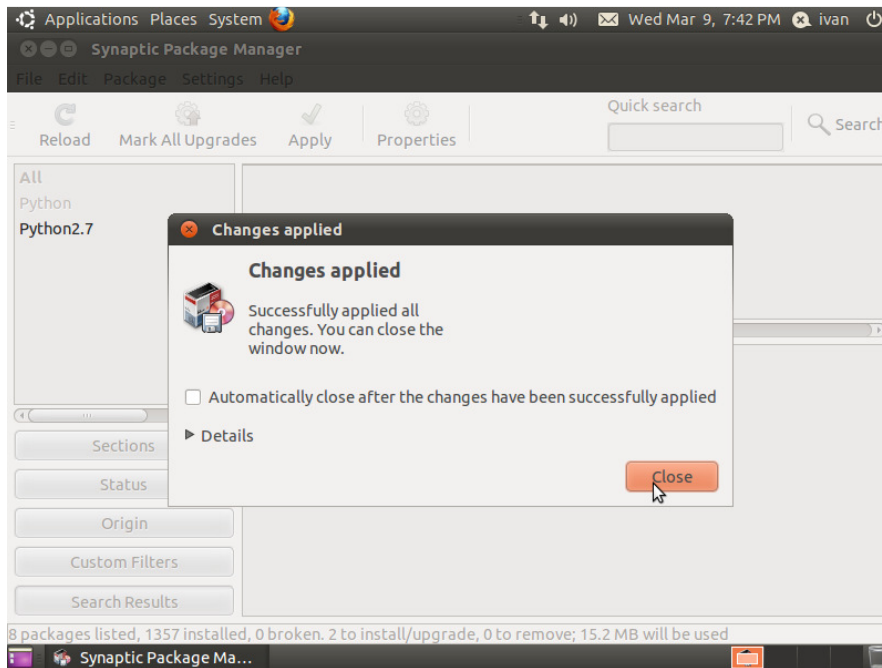 Applications Places System Wed Mar 9, 7:42 PM ivan
Synaptic Package Manager
File Edit Package Settings Help
Quick search
Reload Mark All Upgrades Apply Properties Search
All
Python
Python2.7
Changes applied
Changes applied
Successfully applied all
changes. You can close the
window now.
Automatically close after the changes have been successfully applied
Details
Close
Sections
Status
Origin
Custom Filters
Search Results
8 packages listed, 1357 installed, 0 broken. 2 to install/upgrade, 0 to remove; 15.2 MB will be used
Synaptic Package Ma...